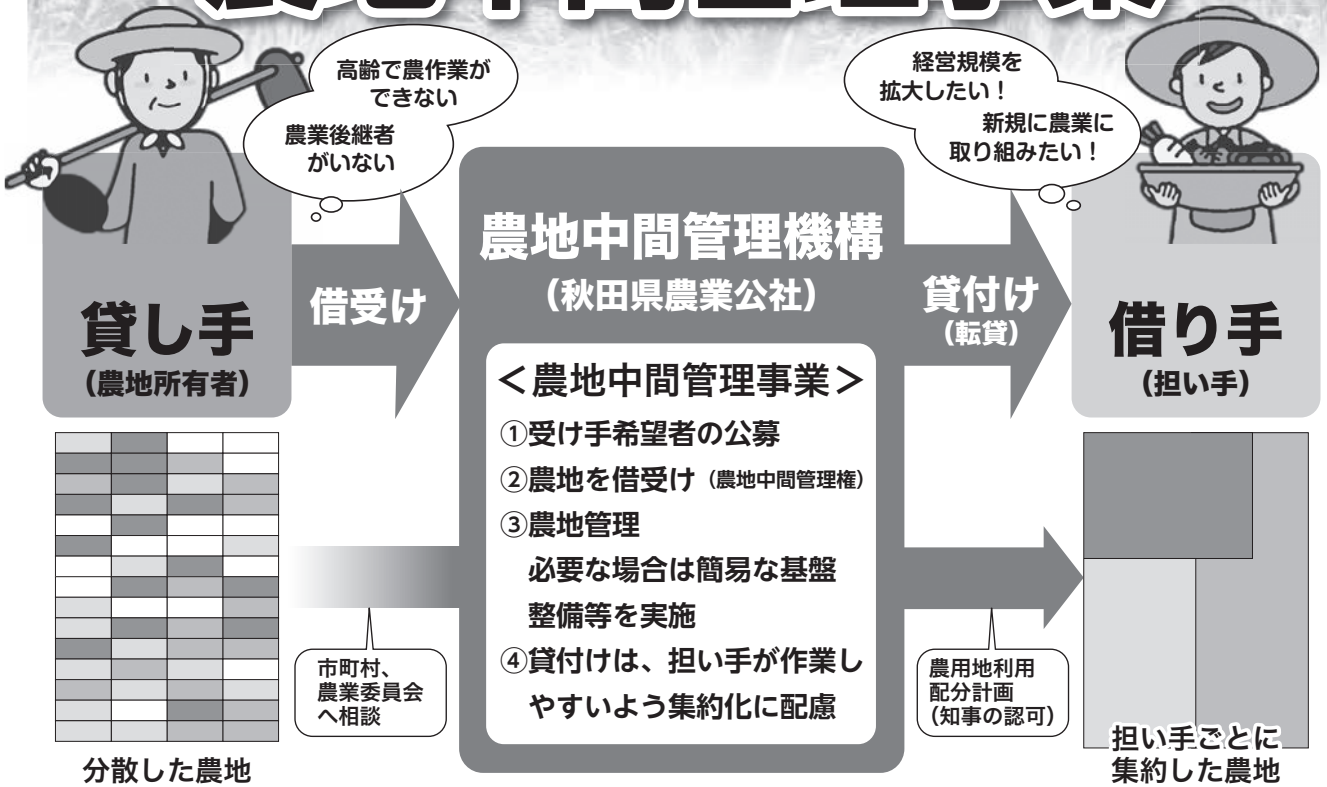 農地中間管理事業
高齢で農作業が
できない
農業後継者
がいない
経営規模を
拡大したい！
新規に農業に
取り組みたい！
貸し手
（農地所有者）
借受け
農地中間管理機構
（秋田県農業公社）
貸付け
（転貸）
借り手
（担い手）
＜農地中間管理事業＞
①受け手希望者の公募
②農地を借受け（農地中間管理権）
③農地管理
必要な場合は簡易な基盤
整備等を実施
④貸付けは、担い手が作業し
やすいよう集約化に配慮
市町村、
農業委員会
へ相談
農用地利用
配分計画
（知事の認可）
分散した農地
担い手ごとに
集約した農地